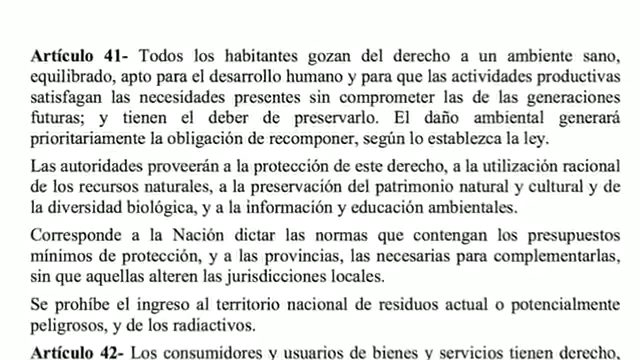 Artículo 41- Todos los habitantes gozan del derecho a un ambiente sano,
equilibrado, apto para el desarrollo humano y para que las actividades productivas
satisfagan las necesidades presentes sin comprometer las de las generaciones
futuras; y tienen el deber de preservarlo. El daño ambiental generará
prioritariamente la obligación de recomponer, según lo establezca la ley.
Las autoridades proveerán a la protección de este derecho, a la utilización racional
de los recursos naturales, a la preservación del patrimonio natural y cultural y de
la diversidad biológica, y a la información y educación ambientales.
Corresponde a la Nación dictar las normas que contengan los presupuestos
mínimos de protección, y a las provincias, las necesarias para complementarlas,
sin que aquellas alteren las jurisdicciones locales.
Se prohíbe el ingreso al territorio nacional de residuos actual o potencialmente
peligrosos, y de los radiactivos.
Artículo 42- Los consumidores y usuarios de bienes y servicios tienen derecho,